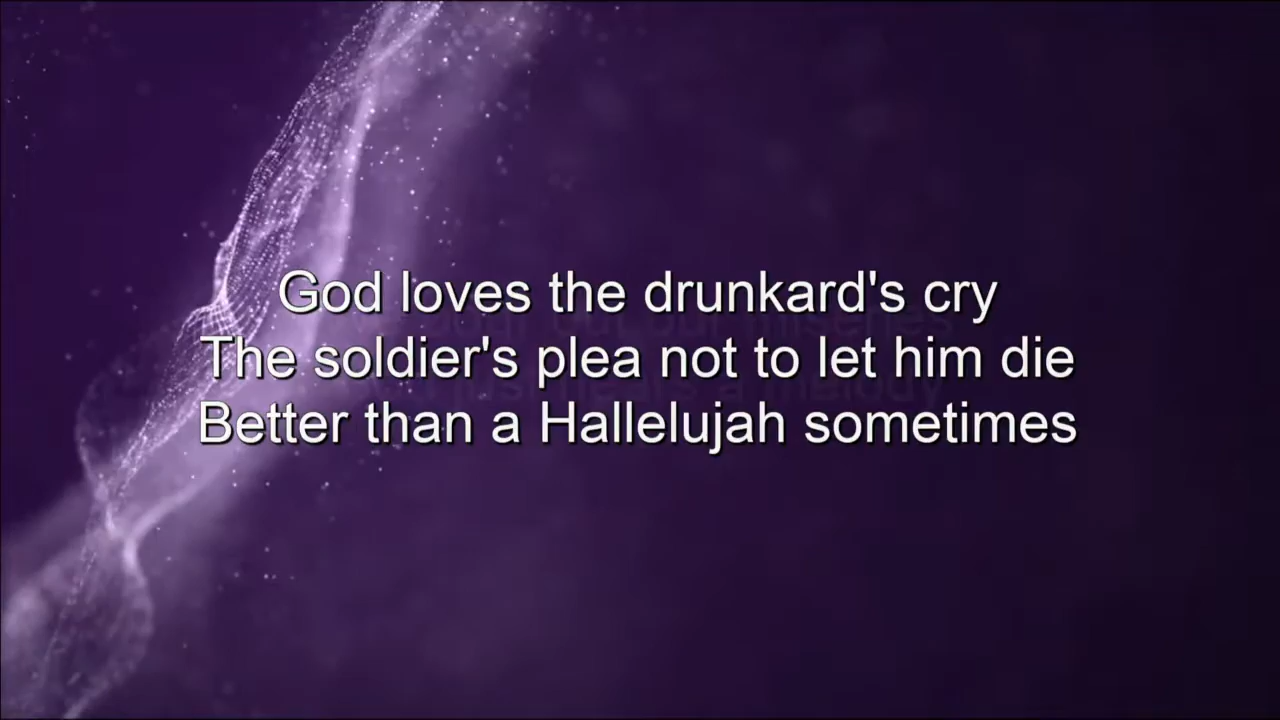 God loves the drunkard's cry
The soldier's plea not to let him die
Better than a Hallelujah sometimes